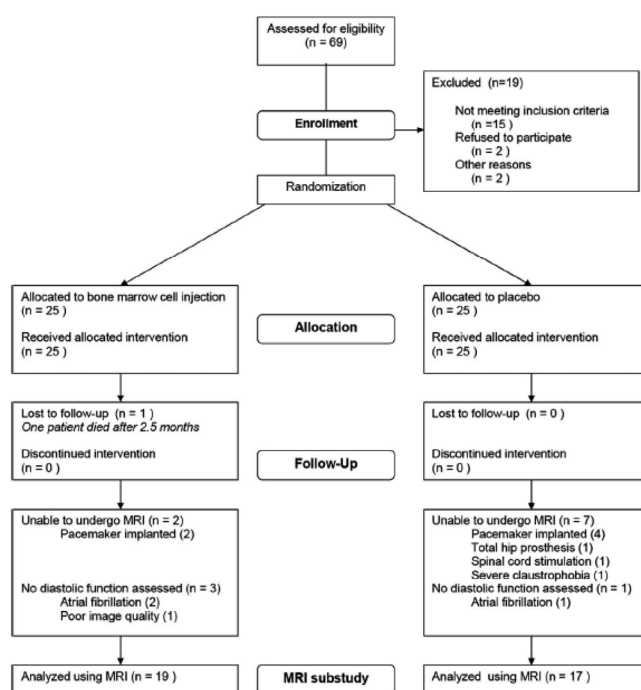 Assessed for eligibility
(n = 69)
Excluded (n=19)
Not meeting inclusion criteria
(n =15 )
Refused to participate
(n = 2 )
Other reasons
(n = 2 )
Enrollment
Randomization
Allocated to bone marrow cell injection
(n = 25 )
Received allocated intervention
(n = 25 )
Allocation
Allocated to placebo
(n = 25 )
Received allocated intervention
(n = 25 )
Lost to follow-up (n = 1 )
One patient died after 2.5 months
Discontinued intervention
(n = 0 )
Follow-Up
Lost to follow-up (n = 0 )
Discontinued intervention
(n = 0 )
Unable to undergo MRI (n = 2)
Pacemaker implanted (2)
No diastolic function assessed (n = 3)
Atrial fibrillation (2)
Poor image quality (1)
Unable to undergo MRI (n = 7)
Pacemaker implanted (4)
Total hip prosthesis (1)
Spinal cord stimulation (1)
Severe claustrophobia (1)
No diastolic function assessed (n = 1)
Atrial fibrillation (1)
Analyzed using MRI (n = 19 )
MRI substudy
Analyzed using MRI (n = 17 )